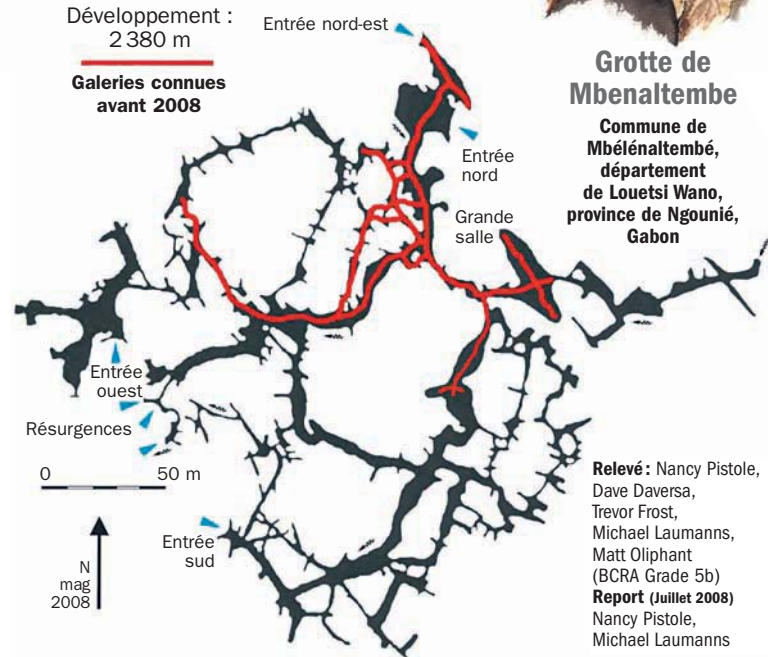 Développement :
2 380 m
Galeries connues
avant 2008
Entrée nord-est
Grotte de
Mbenaltembe
Commune de
Mbélénaltembé,
département
de Louetsi Wano,
province de Ngounié,
Gabon
Entrée
nord
Grande
salle
Entrée
ouest
Résurgences
0 50 m
N
mag
2008
Entrée
sud
Relevé : Nancy Pistole,
Dave Daversa,
Trevor Frost,
Michael Laumanns,
Matt Oliphant
(BCRA Grade 5b)
Report (Juillet 2008)
Nancy Pistole,
Michael Laumanns